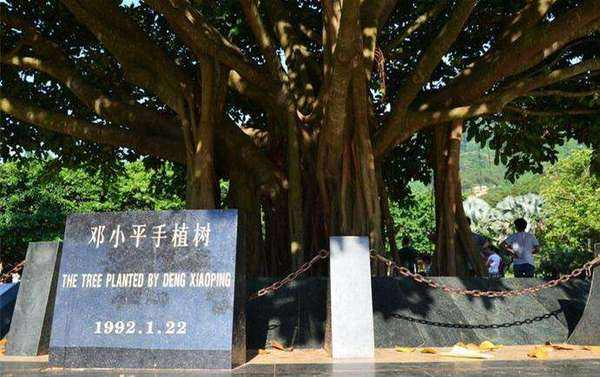 邓小平手植树
THE TREE PLANTED BY DENG XIAOPING
1992.1.22